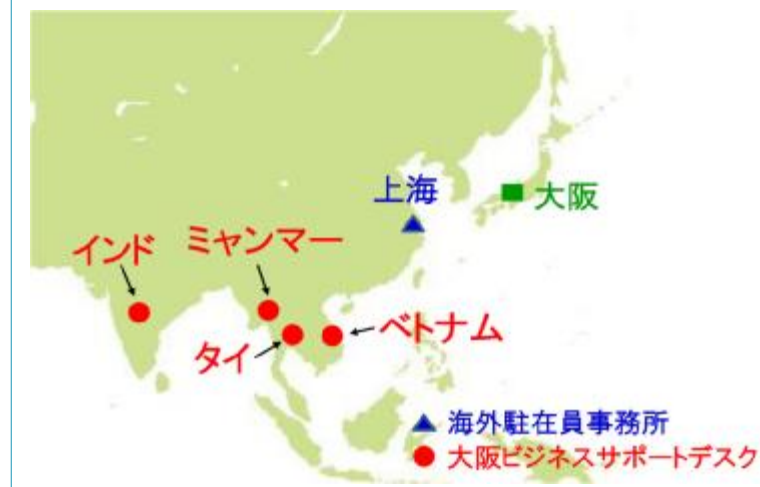 上海
大阪
インド
ミャンマー
タイ
ベトナム
海外駐在員事務所
大阪ビジネスサポートデスク